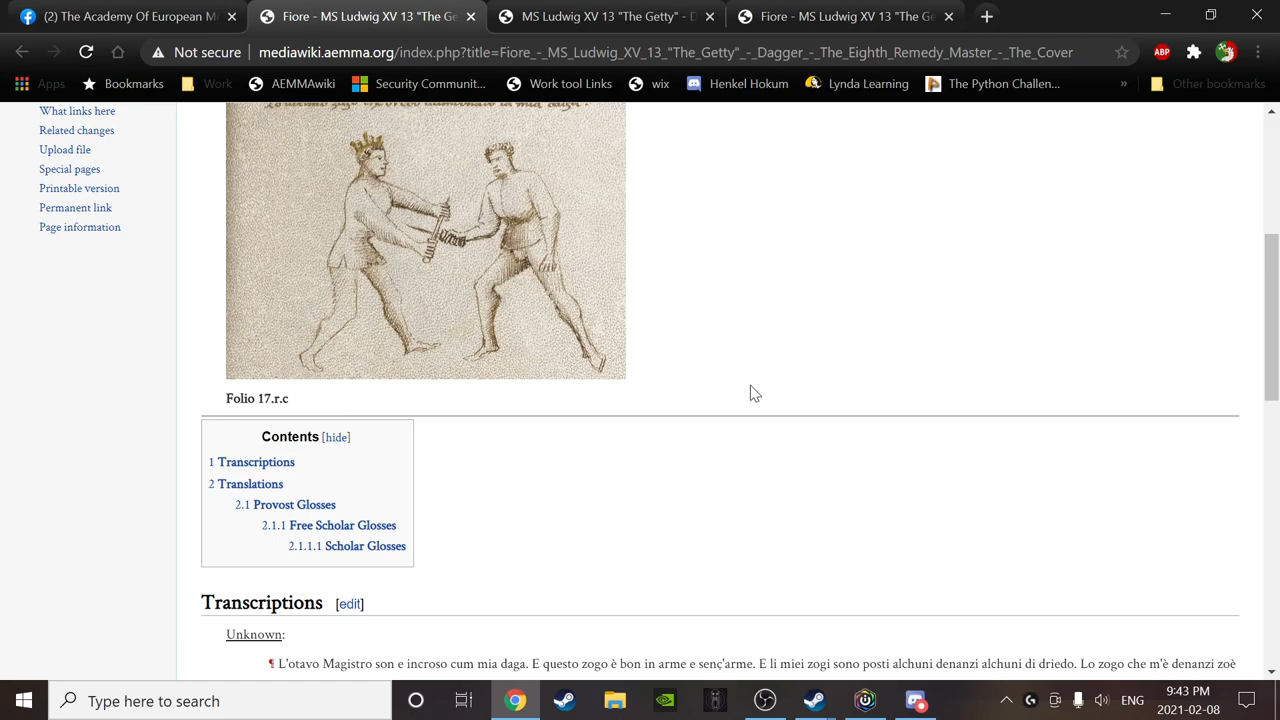 (2) The Academy Of European Ma
Fiore - MS Ludwig XV 13 "The Ge
MS Ludwig XV 13 "The Getty" - D
Fiore - MS Ludwig XV 13 "The Ge
Not secure mediawiki.aemma.org/index.php?title=Fiore_-_MS_Ludwig_XV_13_"The_Getty"_-_Dagger_-_The_Eighth_Remedy_Master_-_The_Cover
ABP
Apps Bookmarks Work AEMMAwiki Security Communit... Work tool Links wix Henkel Hokum Lynda Learning The Python Challen... » Other bookmarks
What links here
Related changes
Upload file
Special pages
Printable version
Permanent link
Page information
Folio 17.r.c
Contents [hide]
1 Transcriptions
2 Translations
2.1 Provost Glosses
2.1.1 Free Scholar Glosses
2.1.1.1 Scholar Glosses
Transcriptions [edit]
Unknown:
¶ L'otavo Magistro son e incroso cum mia daga. E questo zogo è bon in arme e senç'arme. E li miei zogi sono posti alchuni denanzi alchuni di driedo. Lo zogo che m'è denanzi zoè
Type here to search
ENG
9:43 PM
2021-02-08